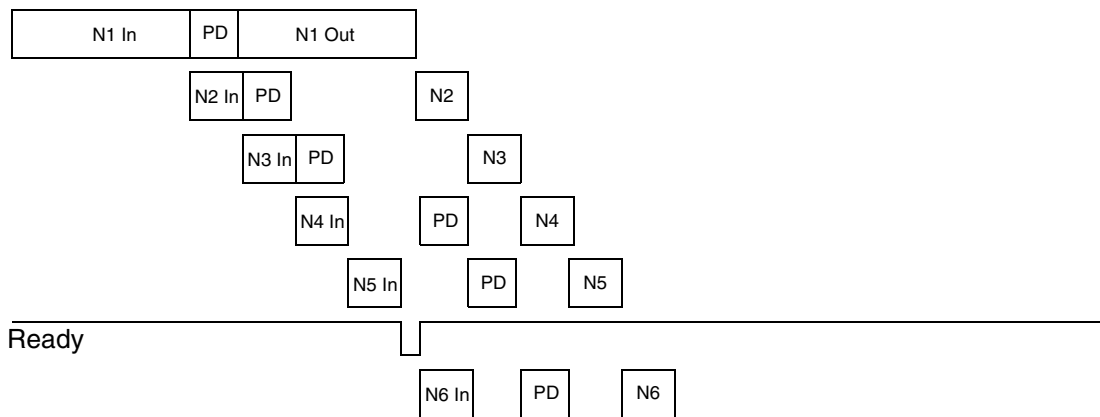 N1 In PD N1 Out
N2 In PD N2
N3 In PD N3
N4 In PD N4
N5 In PD N5
Ready
N6 In PD N6